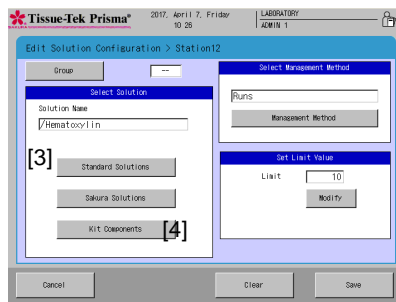 Tissue-Tek Prisma*
2017, April 7, Friday
10 26
LABORATORY
ADMIN 1
Edit Solution Configuration > Station12
Group
--
Select Solution
Solution Name
/Hematoxylin
[3]
Standard Solutions
Sakura Solutions
Kit Components
[4]
Select Management Method
Runs
Management Method
Set Limit Value
Limit
10
Modify
Cancel
Clear
Save